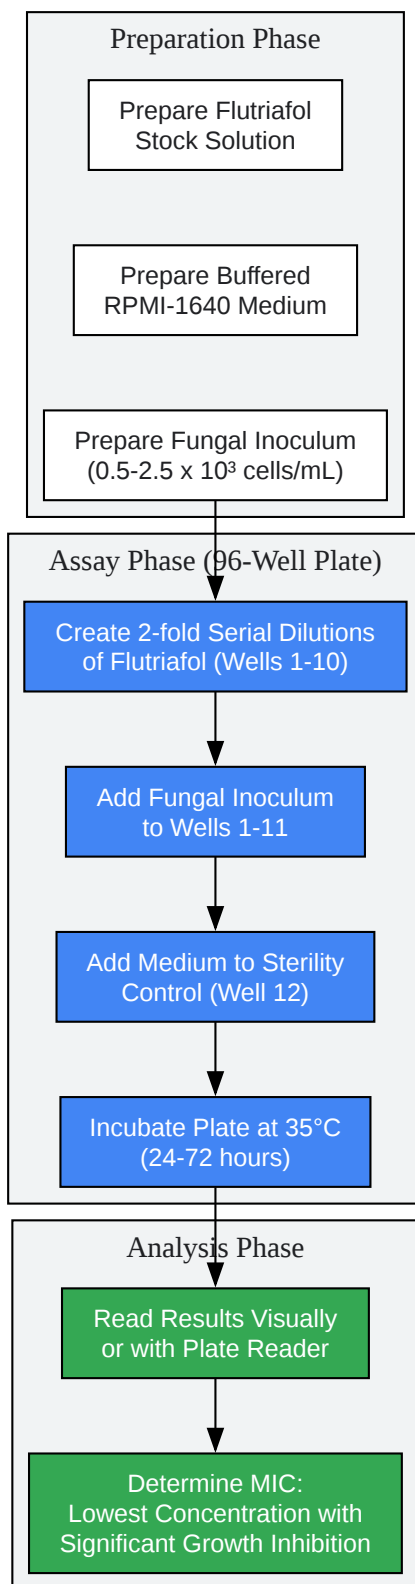 Preparation Phase
Prepare Flutriafol
Stock Solution
Prepare Buffered
RPMI-1640 Medium
Prepare Fungal Inoculum
(0.5-2.5 x 10³ cells/mL)
Assay Phase (96-Well Plate)
Create 2-fold Serial Dilutions
of Flutriafol (Wells 1-10)
Add Fungal Inoculum
to Wells 1-11
Add Medium to Sterility
Control (Well 12)
Incubate Plate at 35°C
(24-72 hours)
Analysis Phase
Read Results Visually
or with Plate Reader
Determine MIC:
Lowest Concentration with
Significant Growth Inhibition